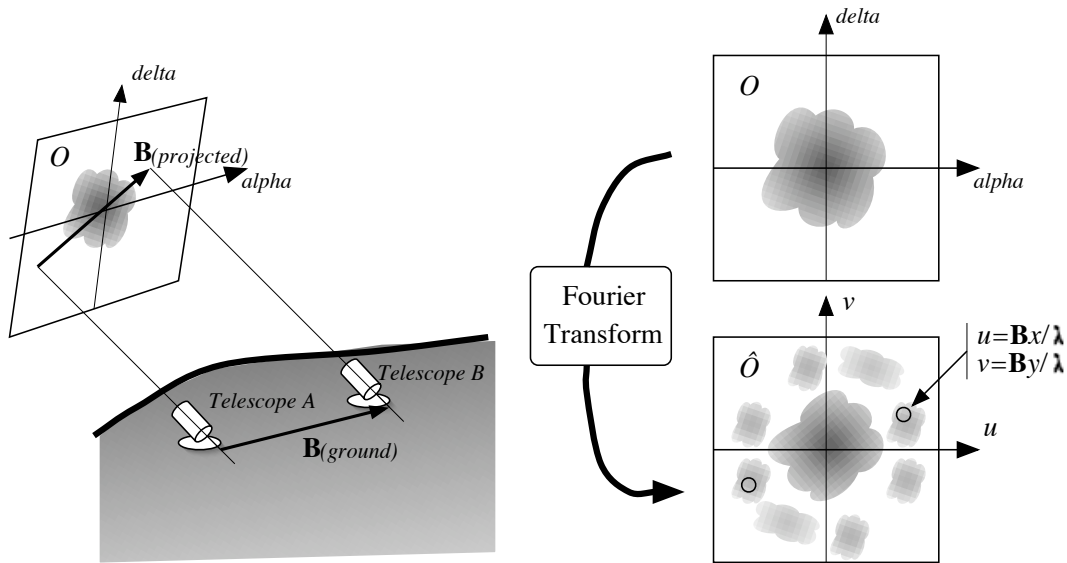 delta
O
B(projected)
alpha
Telescope B
Telescope A
B(ground)
Fourier
Transform
delta
O
alpha
v
u=Bx/λ
v=By/λ
Ô
u